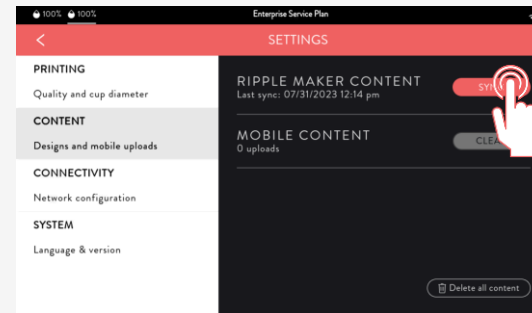 100% 100% Enterprise Service Plan
SETTINGS
PRINTING
Quality and cup diameter
CONTENT
Designs and mobile uploads
CONNECTIVITY
Network configuration
SYSTEM
Language & version
RIPPLE MAKER CONTENT
Last sync: 07/31/2023 12:14 pm
MOBILE CONTENT
0 uploads
Delete all content